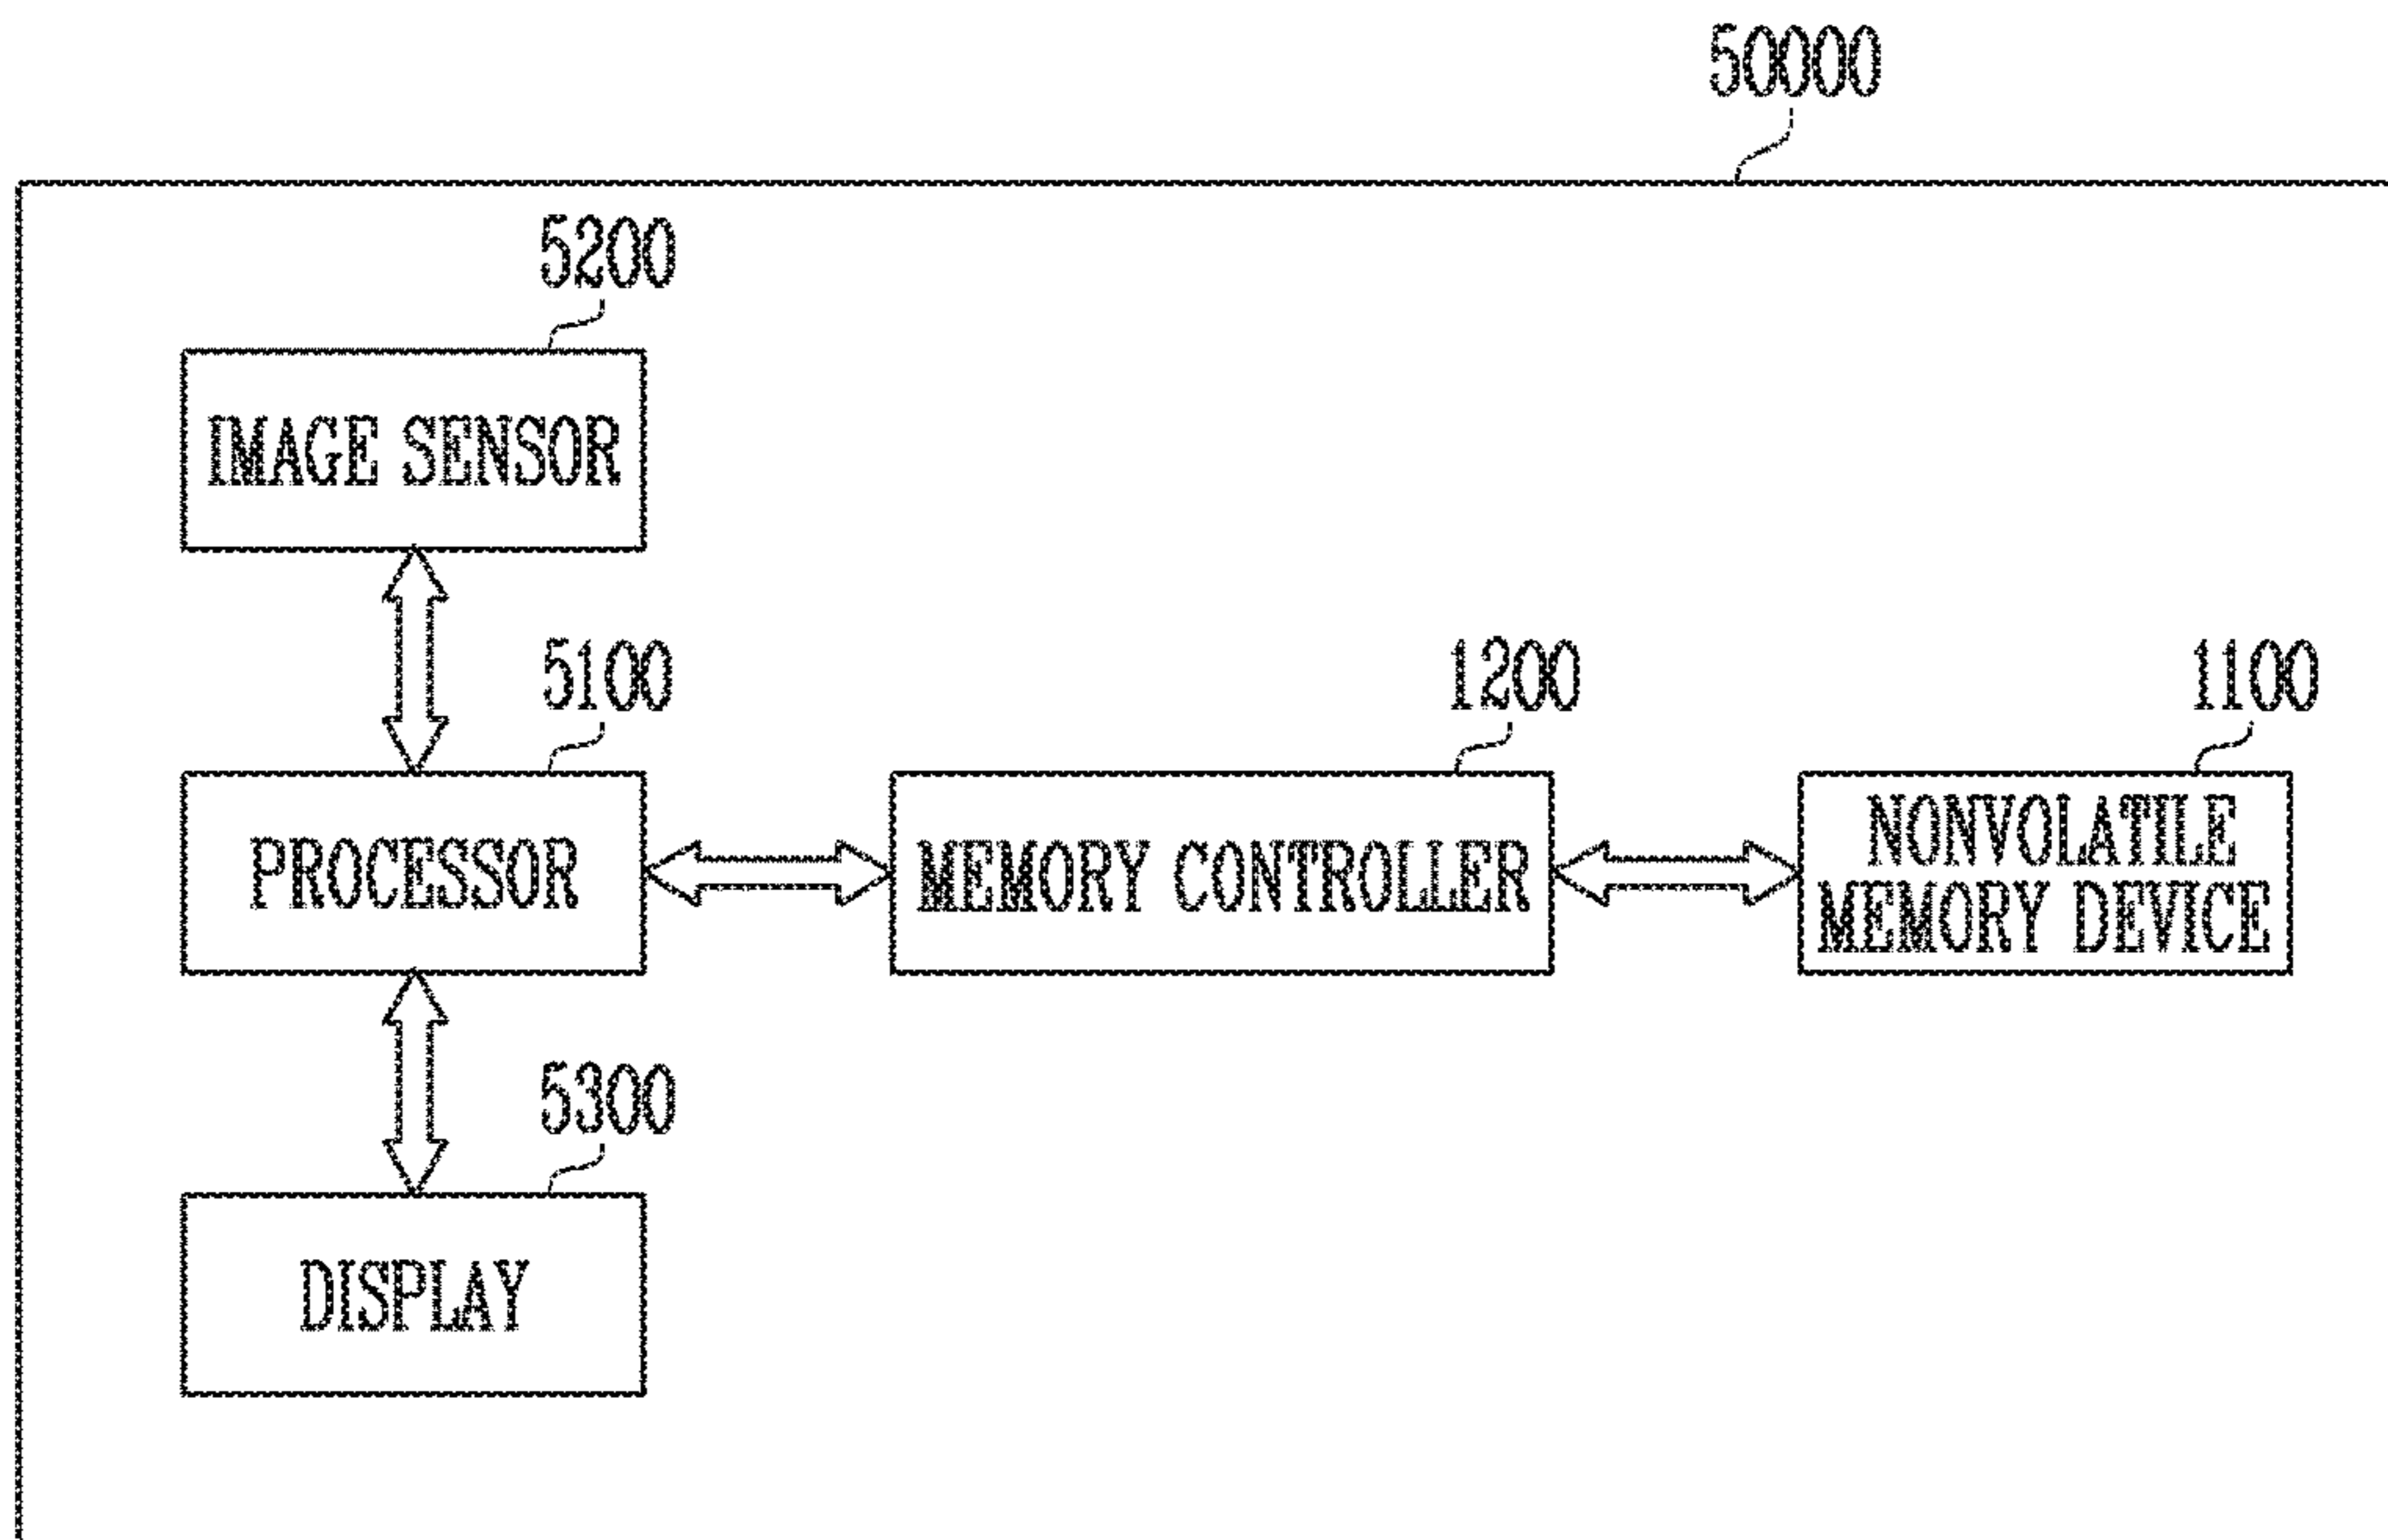 50000
5200
IMAGE SENSOR
5100
PROCESSOR
1200
MEMORY CONTROLLER
1100
NONVOLATILE
MEMORY DEVICE
5300
DISPLAY